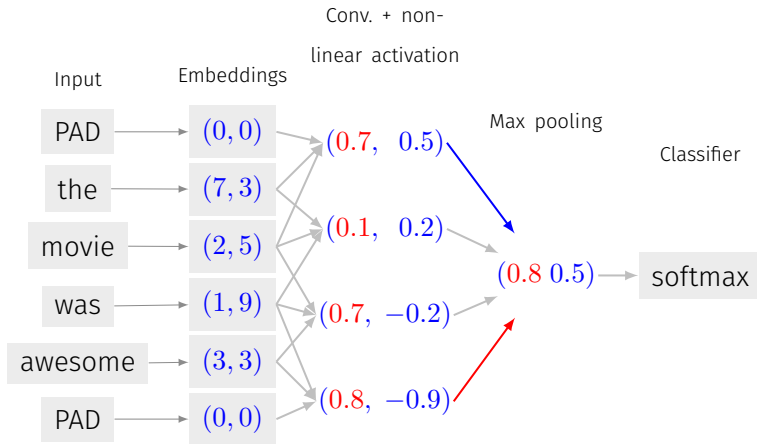 Conv. + non-
linear activation
Input
Embeddings
Max pooling
Classifier
PAD
(0, 0)
(0.7, 0.5)
the
(7, 3)
movie
(2, 5)
(0.1, 0.2)
(0.8 0.5)
softmax
was
(1, 9)
(0.7, −0.2)
awesome
(3, 3)
(0.8, −0.9)
PAD
(0, 0)